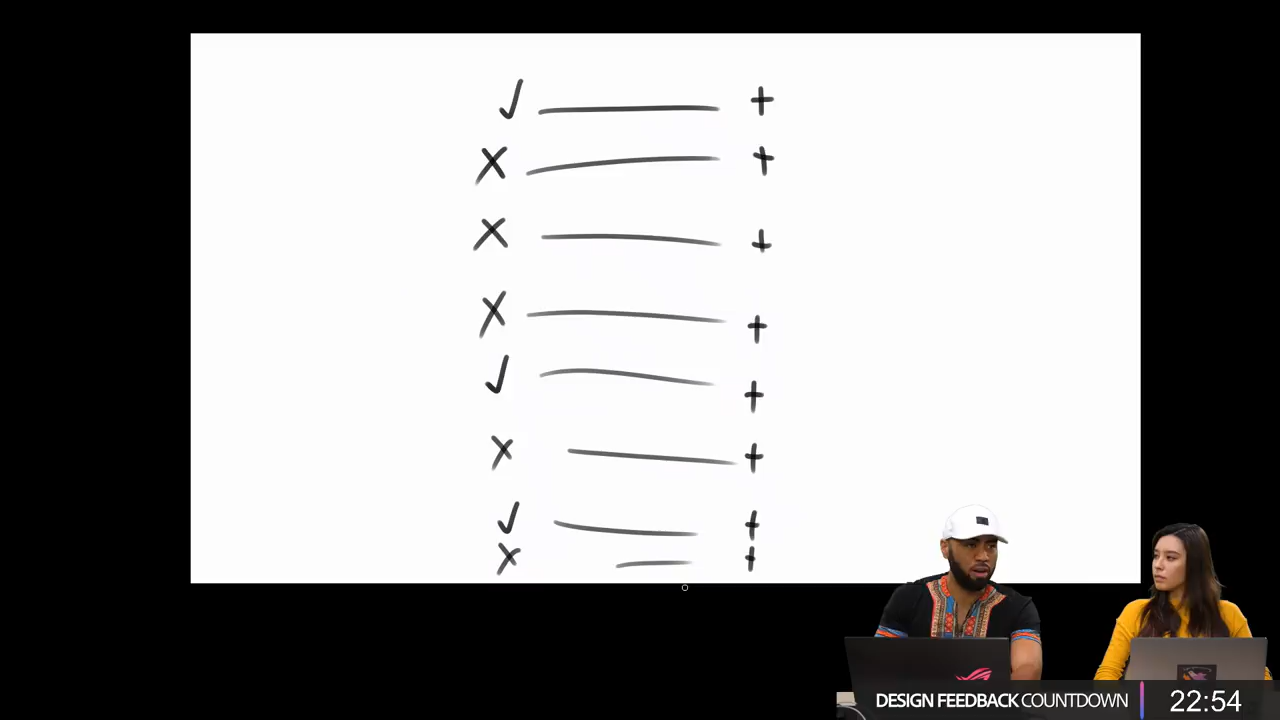 ✓ +
X +
X +
X +
✓ +
X +
✓ +
X +
DESIGN FEEDBACK COUNTDOWN 22:54